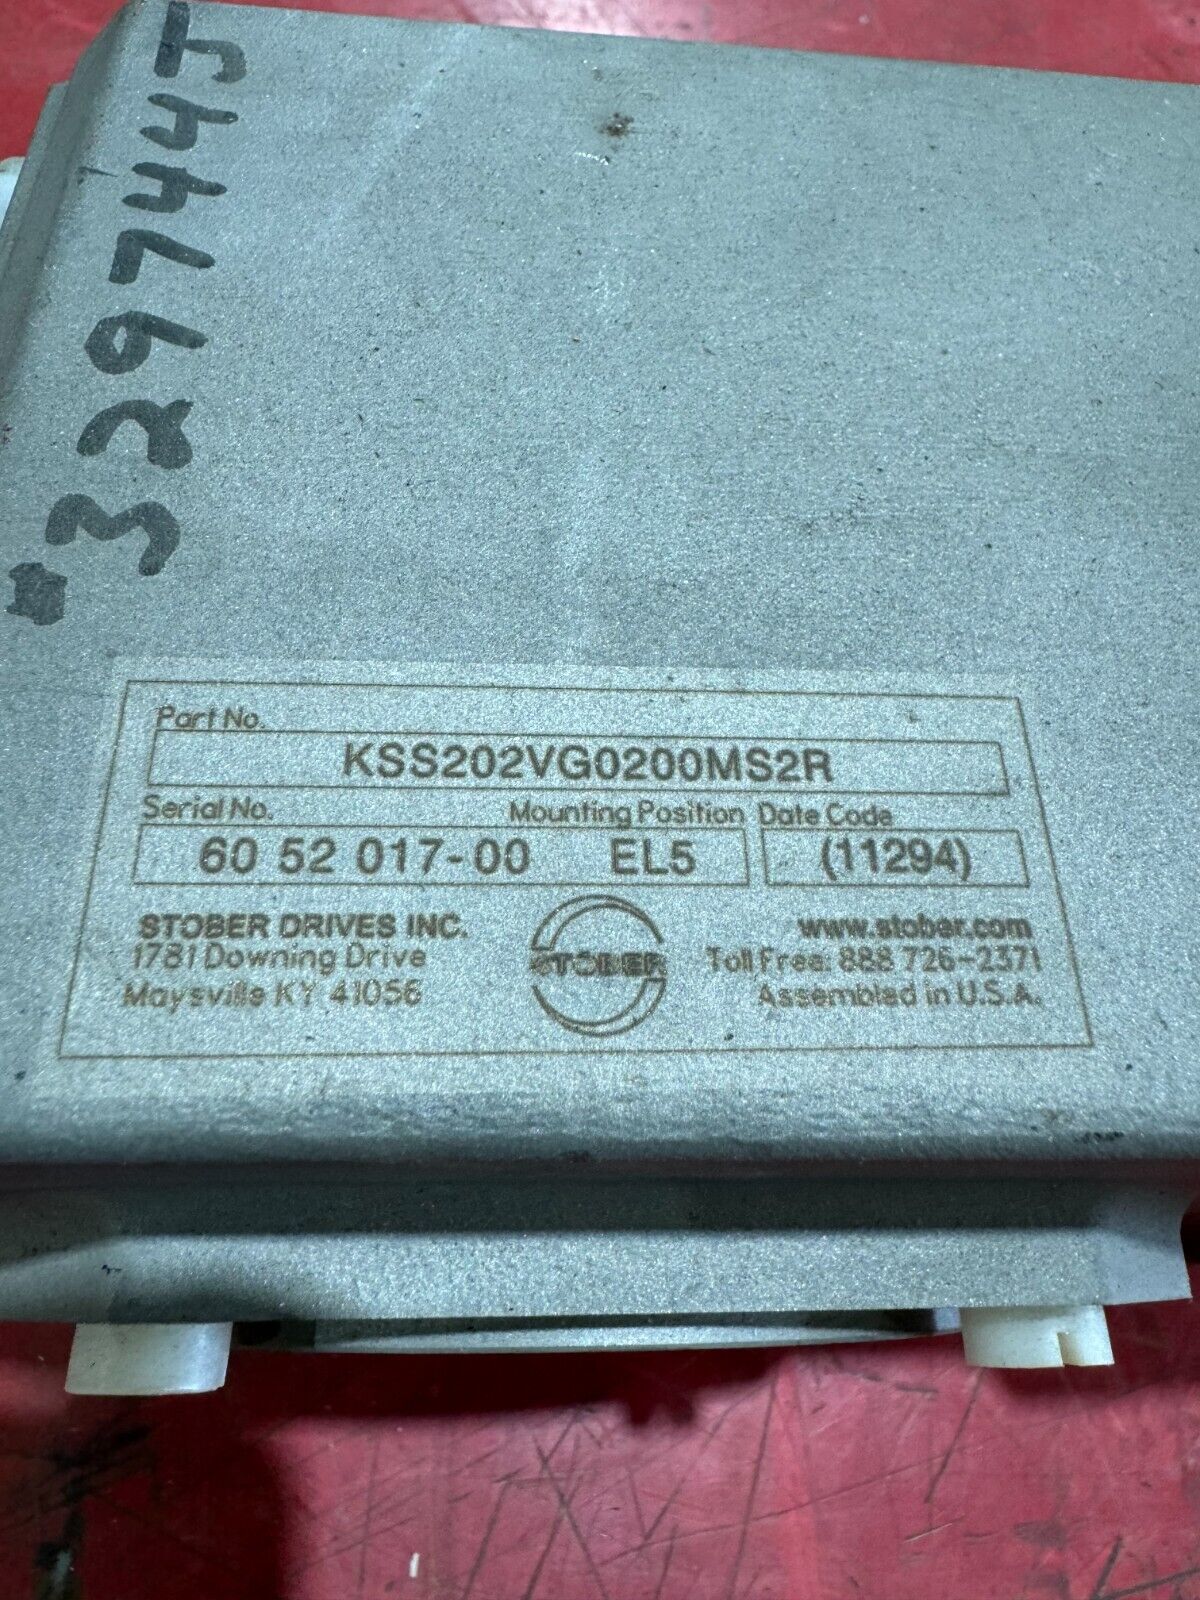 *329744J
Part No.
KSS202VG0200MS2R
Serial No. Mounting Position Date Code
60 52 017-00 EL5 (11294)
STOBER DRIVES INC. www.stober.com
1781 Downing Drive STOBER Toll Free: 888 726-2371
Maysville KY 41056 Assembled in U.S.A.